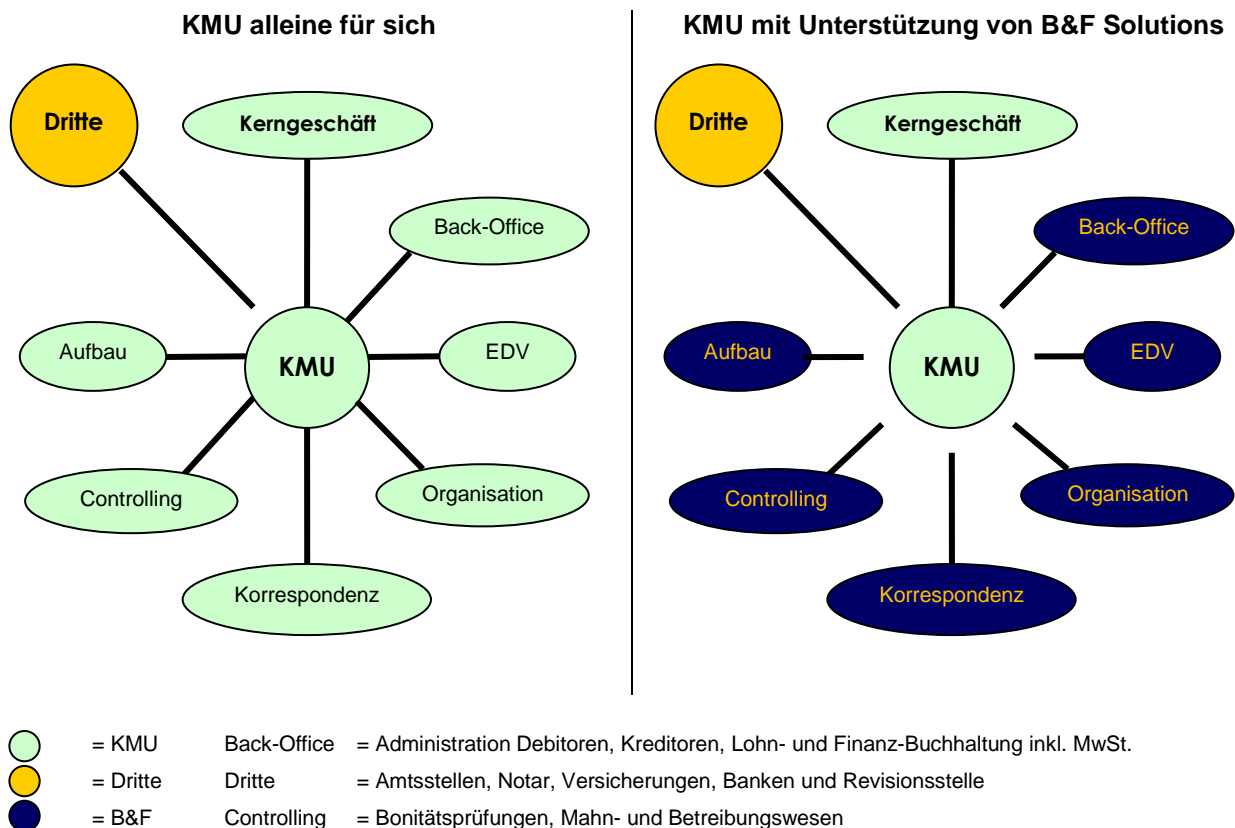 KMU alleine für sich
Dritte
Kerngeschäft
Back-Office
Aufbau
KMU
EDV
Controlling
Organisation
Korrespondenz
KMU mit Unterstützung von B&F Solutions
Dritte
Kerngeschäft
Back-Office
Aufbau
KMU
EDV
Controlling
Organisation
Korrespondenz
= KMU Back-Office = Administration Debitoren, Kreditoren, Lohn- und Finanz-Buchhaltung inkl. MwSt.
= Dritte Dritte = Amtsstellen, Notar, Versicherungen, Banken und Revisionsstelle
= B&F Controlling = Bonitätsprüfungen, Mahn- und Betreibungswesen